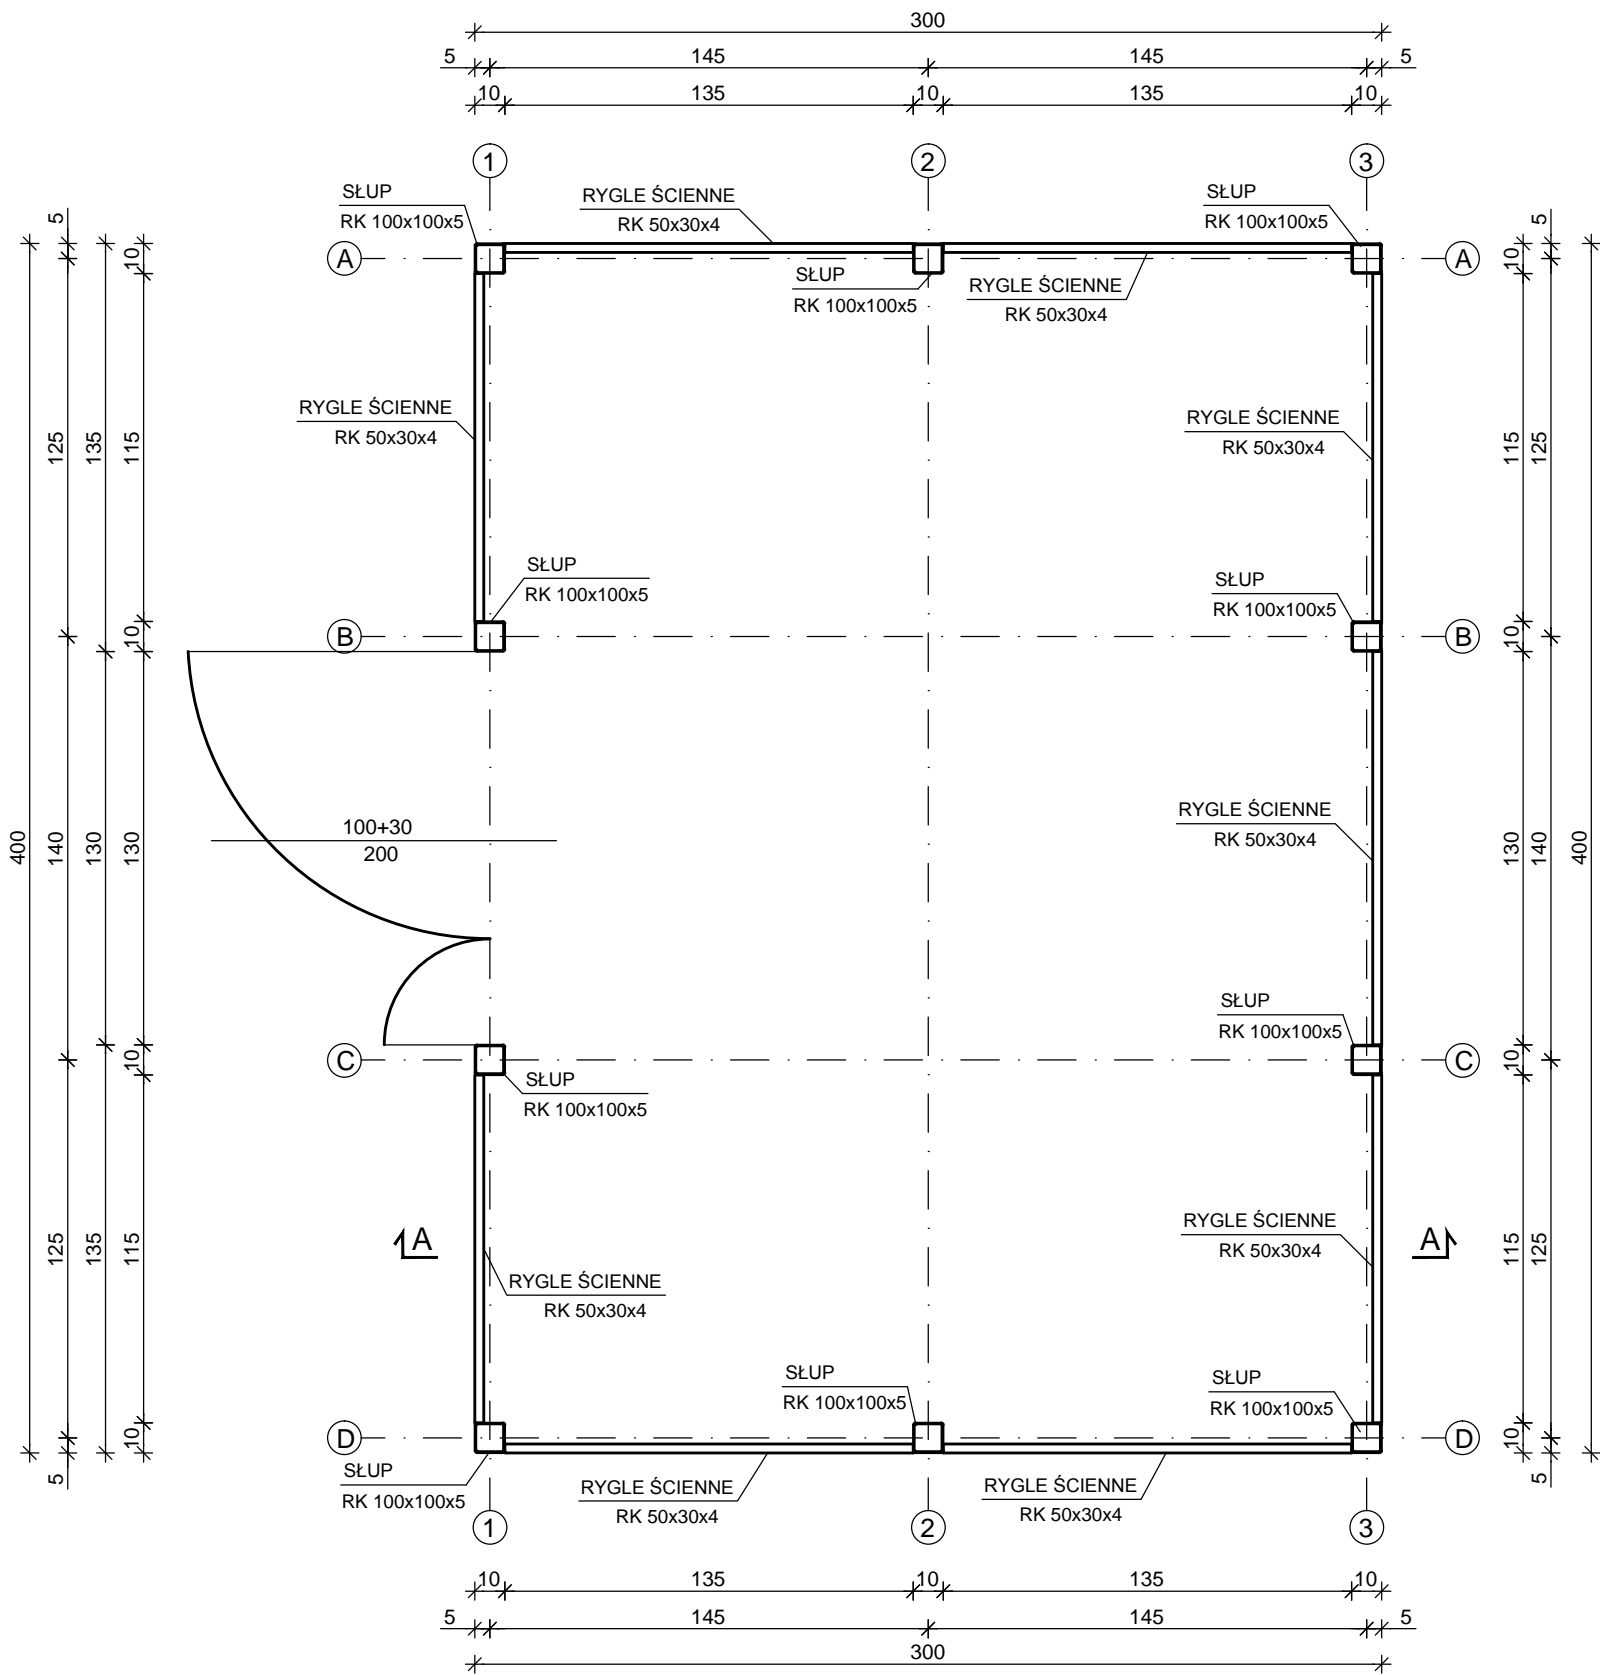 300
5 145 145 5
10 135 10 135 10
1 2 3
SŁUP
RK 100x100x5
RYGLE ŚCIENNE
RK 50x30x4
SŁUP
RK 100x100x5
5 5
10 10
A A
SŁUP
RK 100x100x5
RYGLE ŚCIENNE
RK 50x30x4
RYGLE ŚCIENNE
RK 50x30x4
RYGLE ŚCIENNE
RK 50x30x4
125 135 115 115 125
SŁUP
RK 100x100x5
SŁUP
RK 100x100x5
10 10
B B
100+30
200
RYGLE ŚCIENNE
RK 50x30x4
400 140 130 130 130 140 400
SŁUP
RK 100x100x5
10 10
C C
SŁUP
RK 100x100x5
A A
RYGLE ŚCIENNE
RK 50x30x4
125 135 115 115 125
RYGLE ŚCIENNE
RK 50x30x4
SŁUP
RK 100x100x5
SŁUP
RK 100x100x5
10 10
D D
5 5
SŁUP
RK 100x100x5
RYGLE ŚCIENNE
RK 50x30x4
RYGLE ŚCIENNE
RK 50x30x4
1 2 3
10 135 10 135 10
5 145 145 5
300